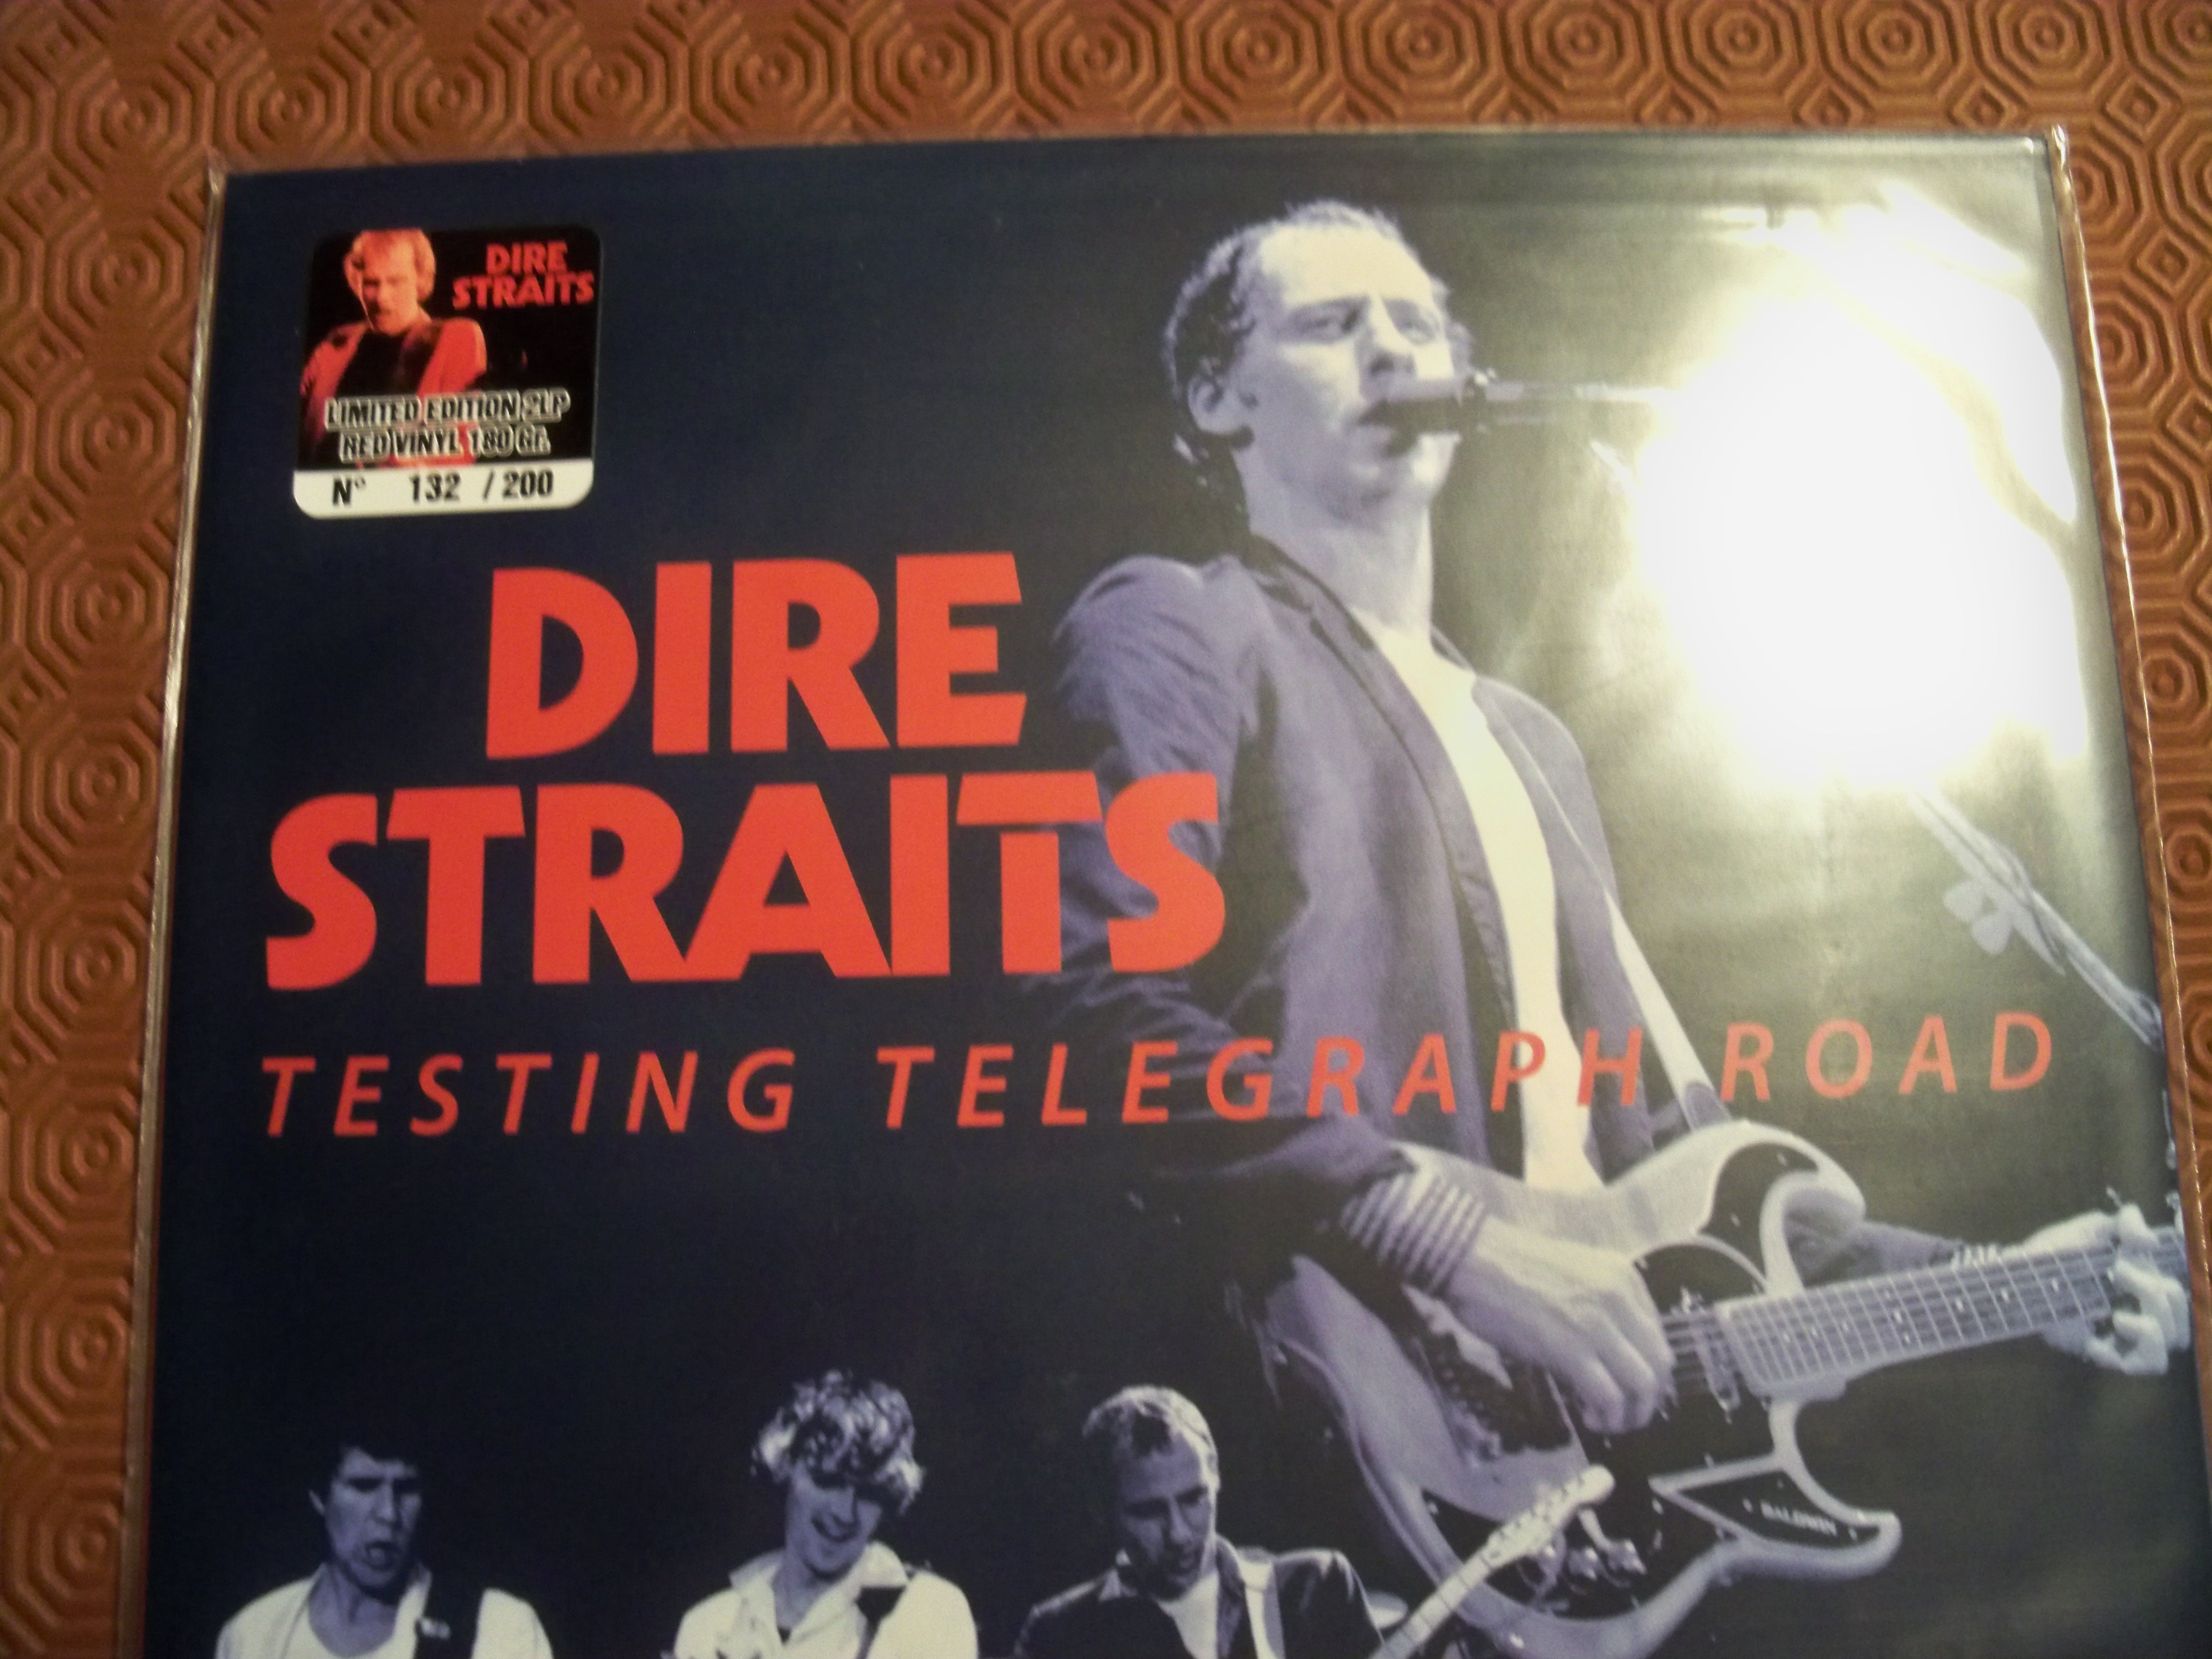 DIRE
STRAITS
LIMITED EDITION 2LP
RED VINYL 180 Gr.
N° 132 / 200
DIRE
STRAITS
TESTING TELEGRAPH ROAD
BALDWIN